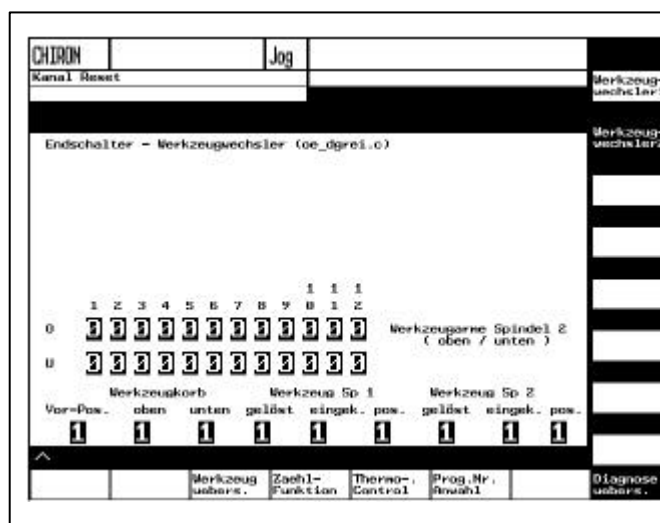 CHIRON
Jog
Kanal Reset
Werkzeug-
wechsler1
Werkzeug-
wechsler2
Endschalter - Werkzeugwechsler (oe_dgrei.c)
1 1 1
1 2 3 4 5 6 7 8 9 0 1 2
O
Werkzeugarme Spindel 2
( oben / unten )
U
Werkzeugkorb Werkzeug Sp 1 Werkzeug Sp 2
Vor-Pos. oben unten gelöst eingek. pos. gelöst eingek. pos.
1 1 1 1 1 1 1 1 1
^
Werkzeug
uebers.
Zaehl-
Funktion
Thermo-.
Control
Prog.Nr.
Anwahl
Diagnose
uebers.